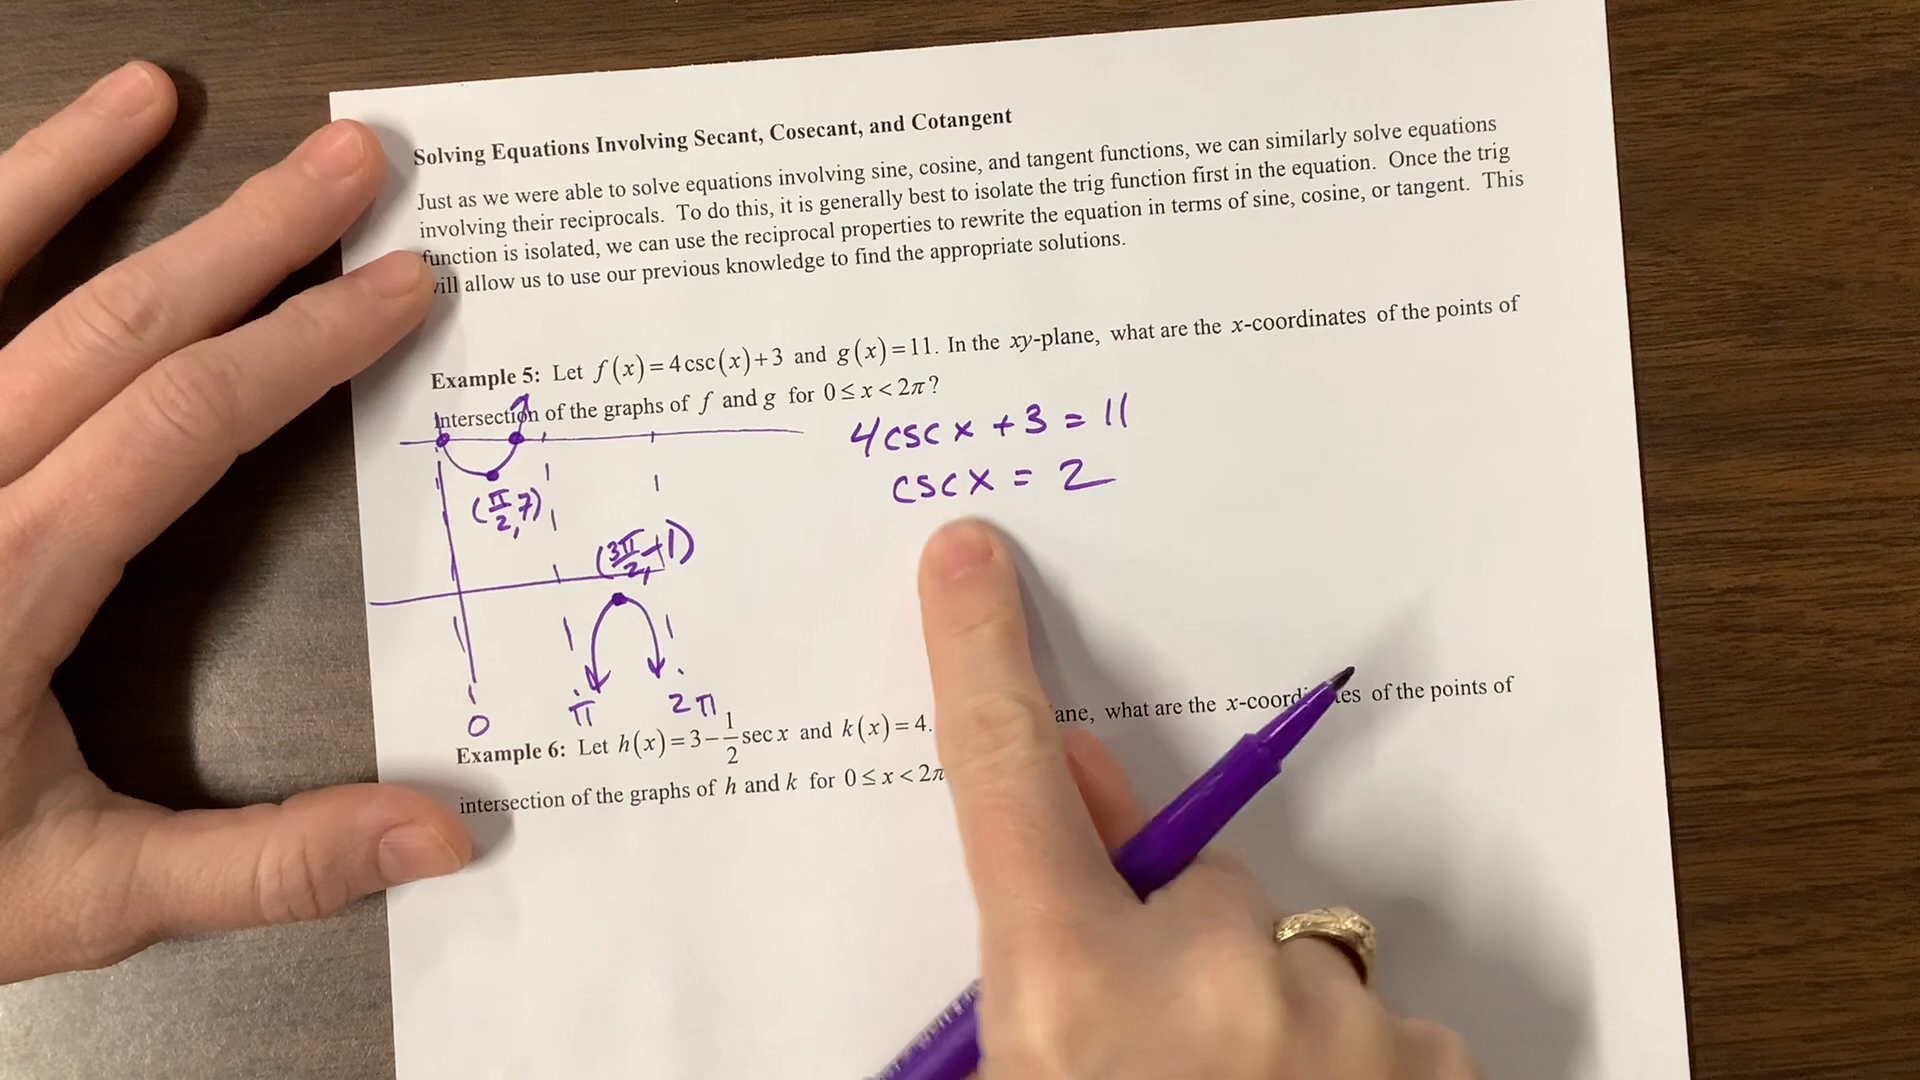 Solving Equations Involving Secant, Cosecant, and Cotangent
Just as we were able to solve equations involving sine, cosine, and tangent functions, we can similarly solve equations
involving their reciprocals. To do this, it is generally best to isolate the trig function first in the equation. Once the trig
function is isolated, we can use the reciprocal properties to rewrite the equation in terms of sine, cosine, or tangent. This
will allow us to use our previous knowledge to find the appropriate solutions.
Example 5: Let f(x)=4csc(x)+3 and g(x)=11. In the xy-plane, what are the x-coordinates of the points of
Intersection of the graphs of f and g for 0≤x<2π?
4cscx+3=11
cscx=2
(π/2,7)
(3π/2,-1)
0 π 2π
Example 6: Let h(x)=3-1/2 sec x and k(x)=4. ane, what are the x-coordinates of the points of
intersection of the graphs of h and k for 0≤x<2π